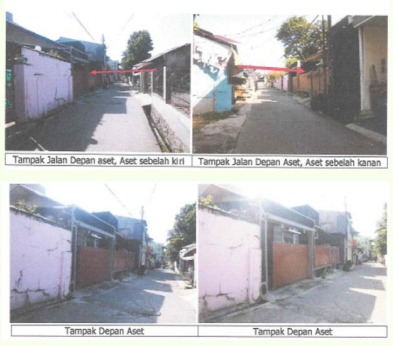 Tampak Jalan Depan aset, Aset sebelah kiri
Tampak Jalan Depan Aset, Aset sebelah kanan
Tampak Depan Aset
Tampak Depan Aset